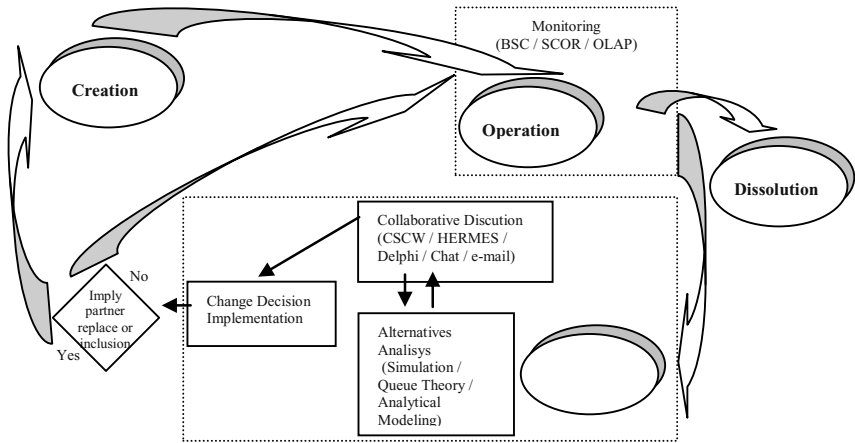 Monitoring
(BSC / SCOR / OLAP)
Creation
Operation
Dissolution
Collaborative Discution
(CSCW / HERMES /
Delphi / Chat / e-mail)
No
Imply
partner
replace or
inclusion
Yes
Change Decision
Implementation
Alternatives
Analisys
(Simulation /
Queue Theory /
Analytical
Modeling)